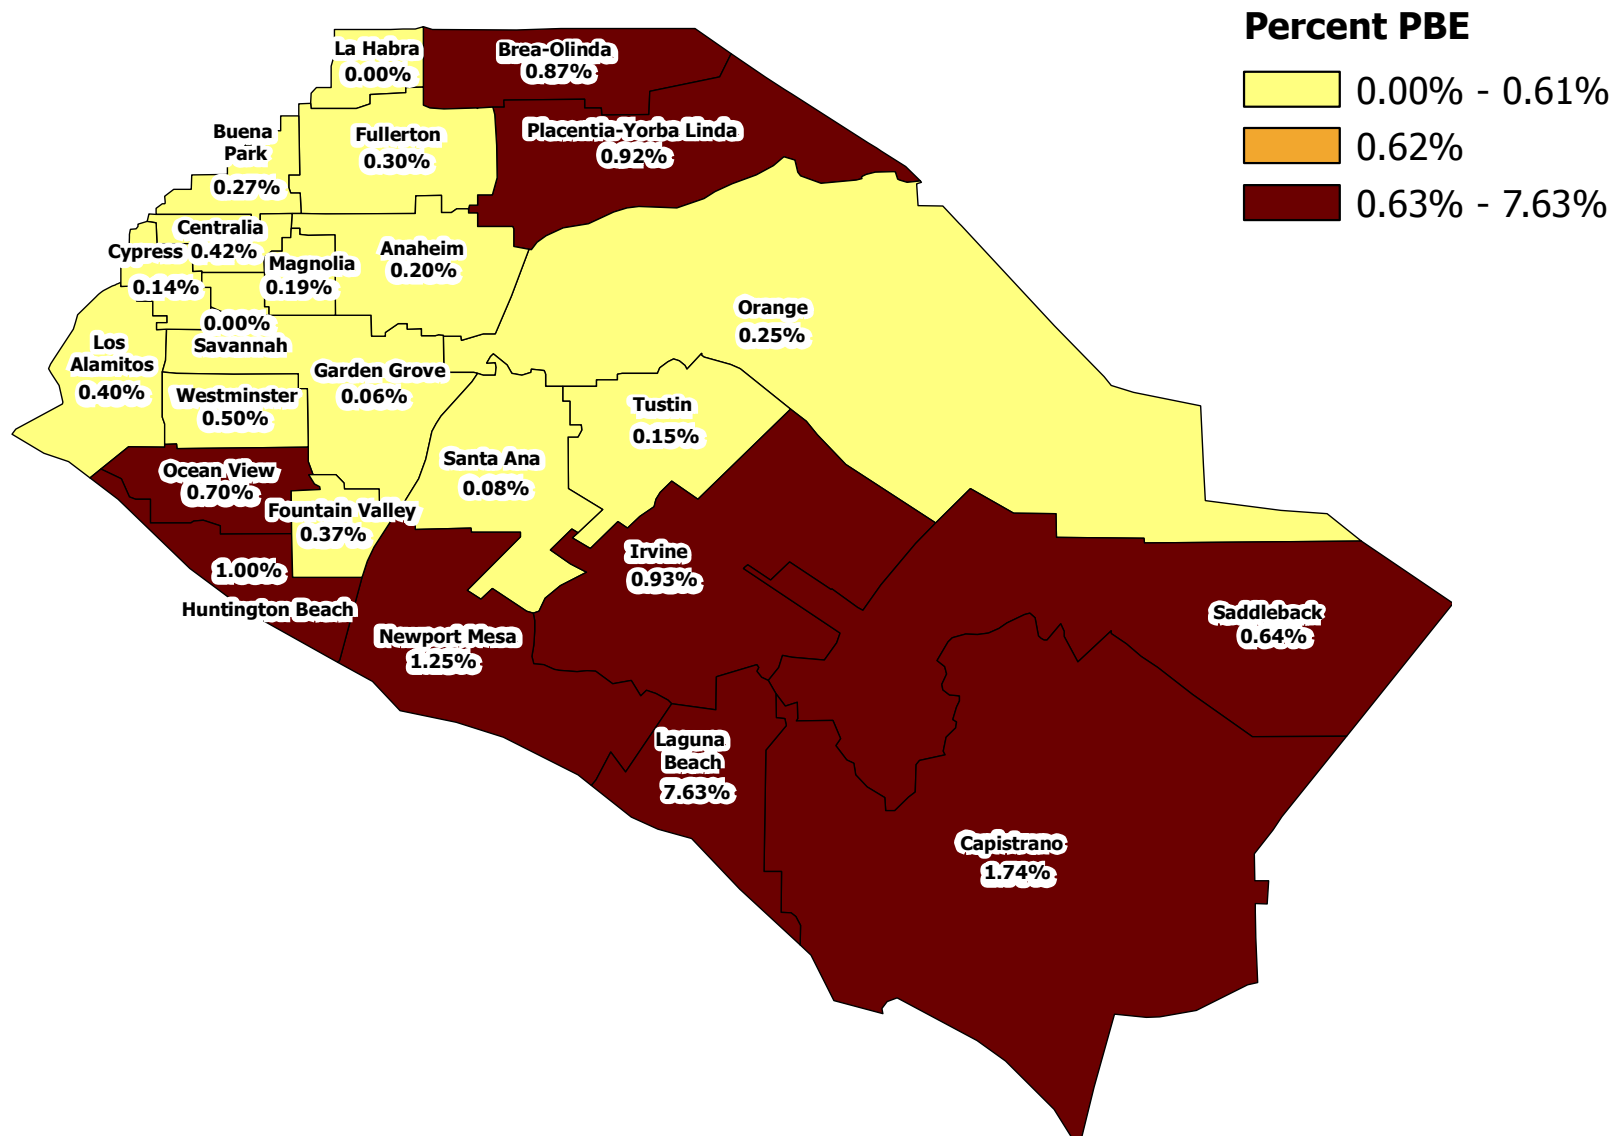 Percent PBE
0.00% - 0.61%
0.62%
0.63% - 7.63%
La Habra
0.00%
Brea-Olinda
0.87%
Buena
Park
0.27%
Fullerton
0.30%
Placentia-Yorba Linda
0.92%
Centralia
0.42%
Cypress
0.14%
Magnolia
0.19%
Anaheim
0.20%
0.00%
Savannah
Orange
0.25%
Los
Alamitos
0.40%
Garden Grove
0.06%
Westminster
0.50%
Tustin
0.15%
Santa Ana
0.08%
Ocean View
0.70%
Fountain Valley
0.37%
1.00%
Huntington Beach
Irvine
0.93%
Newport Mesa
1.25%
Saddleback
0.64%
Laguna
Beach
7.63%
Capistrano
1.74%